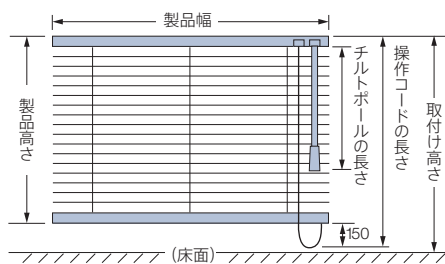 製品幅
製品高さ
チルトポールの長さ
操作コードの長さ
取付け高さ
150
(床面)